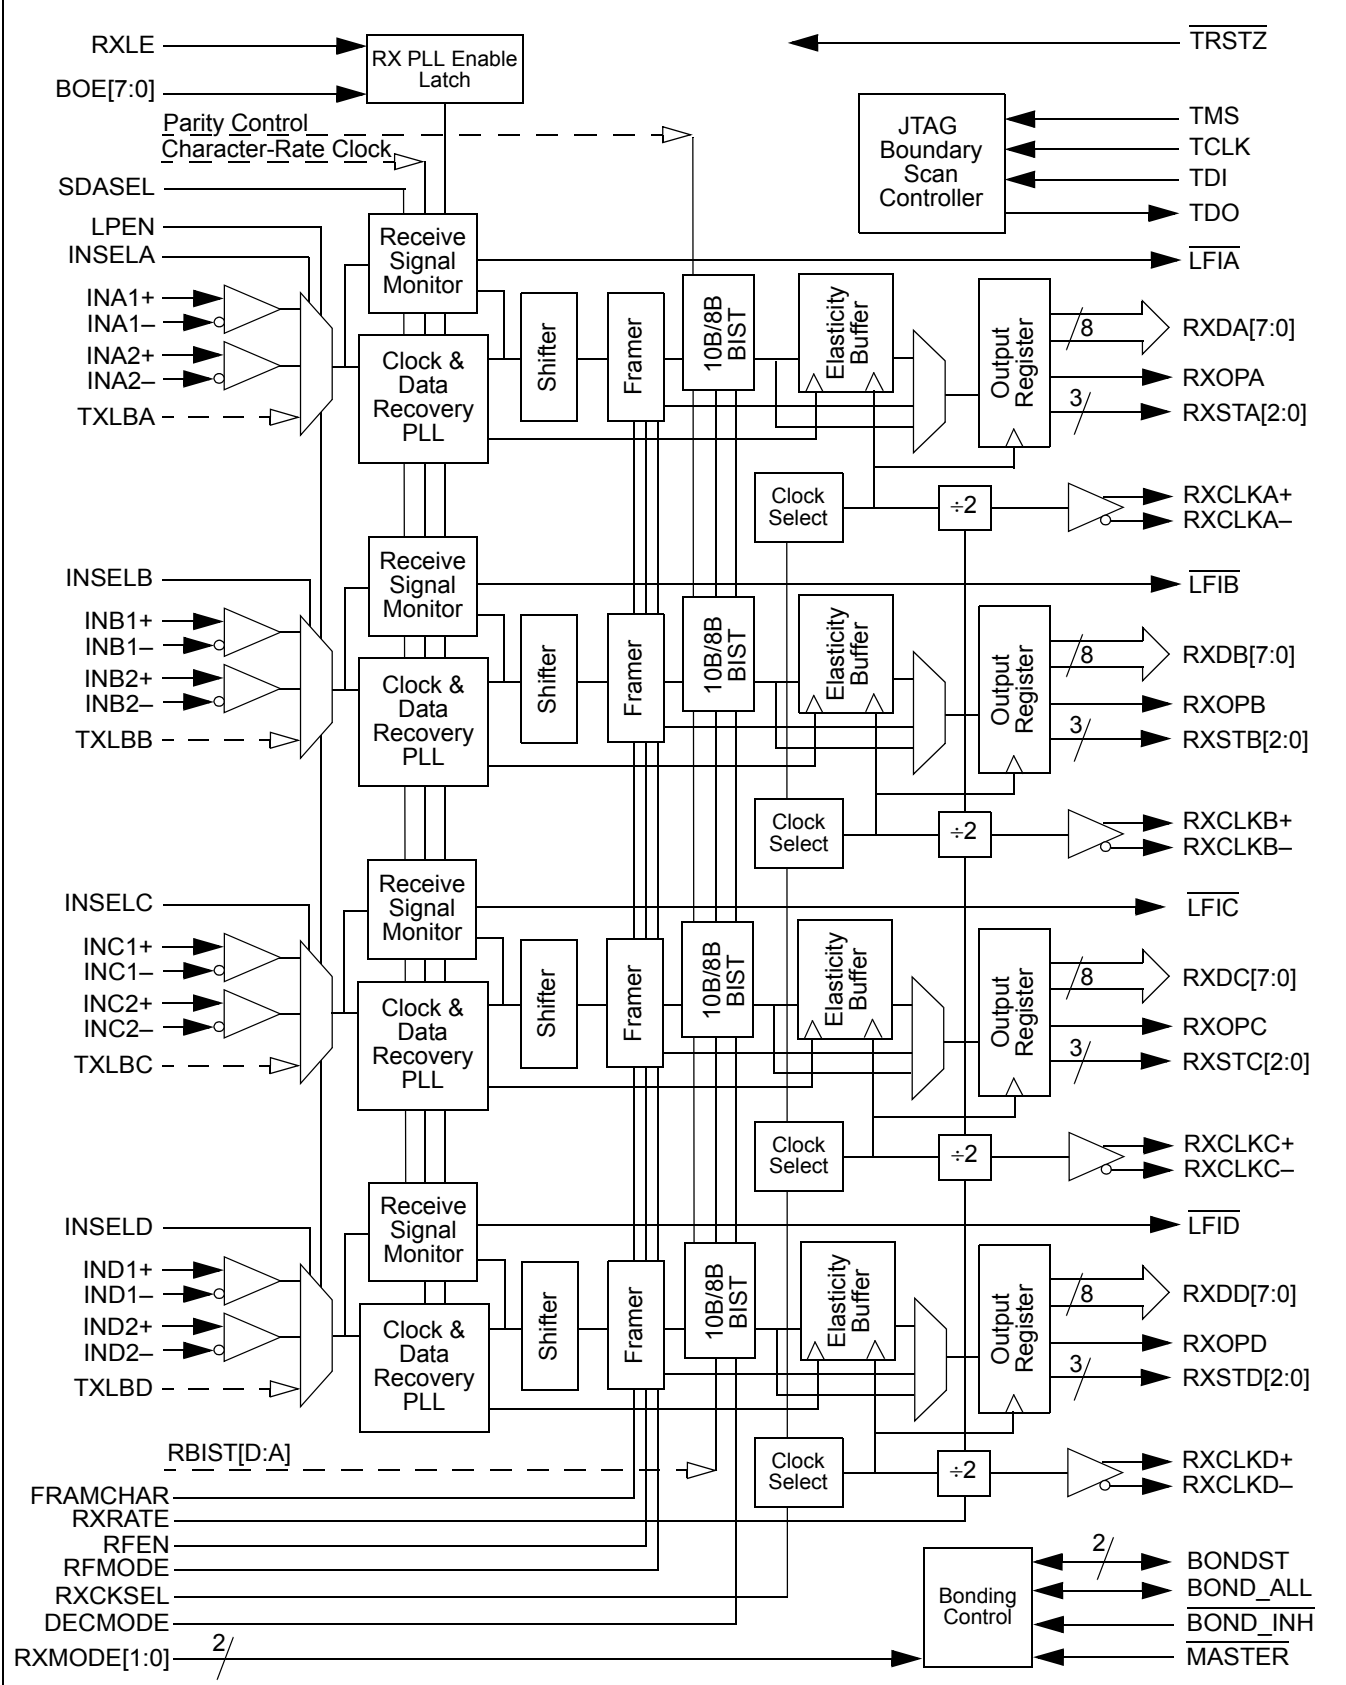 RXLE
BOE[7:0]
RX PLL Enable
Latch
TRSTZ
Parity Control
Character-Rate Clock
JTAG
Boundary
Scan
Controller
TMS
TCLK
TDI
TDO
SDASEL
LPEN
INSELA
INA1+
INA1–
INA2+
INA2–
TXLBA
Receive
Signal
Monitor
Clock &
Data
Recovery
PLL
Shifter
Framer
10B/8B
BIST
Elasticity
Buffer
Output
Register
Clock
Select
÷2
LFIA
8
RXDA[7:0]
RXOPA
3
RXSTA[2:0]
RXCLKA+
RXCLKA–
INSELB
INB1+
INB1–
INB2+
INB2–
TXLBB
Receive
Signal
Monitor
Clock &
Data
Recovery
PLL
Shifter
Framer
10B/8B
BIST
Elasticity
Buffer
Output
Register
Clock
Select
÷2
LFIB
8
RXDB[7:0]
RXOPB
3
RXSTB[2:0]
RXCLKB+
RXCLKB–
INSELC
INC1+
INC1–
INC2+
INC2–
TXLBC
Receive
Signal
Monitor
Clock &
Data
Recovery
PLL
Shifter
Framer
10B/8B
BIST
Elasticity
Buffer
Output
Register
Clock
Select
÷2
LFIC
8
RXDC[7:0]
RXOPC
3
RXSTC[2:0]
RXCLKC+
RXCLKC–
INSELD
IND1+
IND1–
IND2+
IND2–
TXLBD
Receive
Signal
Monitor
Clock &
Data
Recovery
PLL
Shifter
Framer
10B/8B
BIST
Elasticity
Buffer
Output
Register
Clock
Select
÷2
LFID
8
RXDD[7:0]
RXOPD
3
RXSTD[2:0]
RXCLKD+
RXCLKD–
RBIST[D:A]
FRAMCHAR
RXRATE
RFEN
RFMODE
RXCKSEL
DECMODE
RXMODE[1:0]
2
Bonding
Control
2
BONDST
BOND_ALL
BOND_INH
MASTER